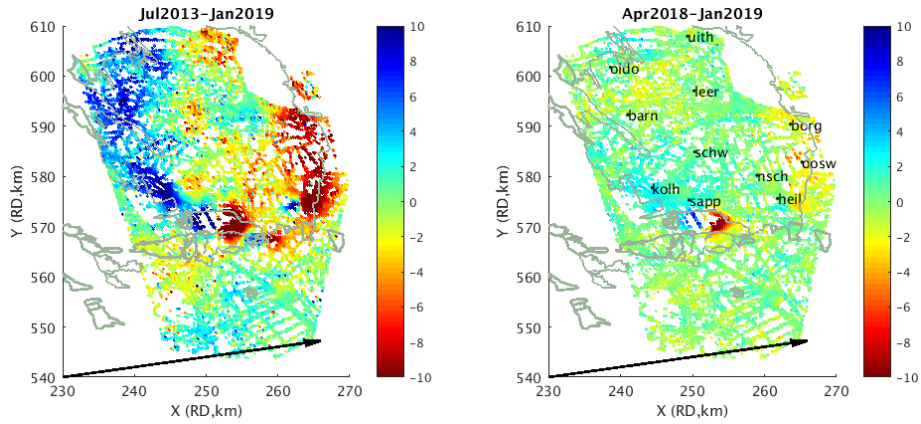 Jul2013-Jan2019
610
600
590
580
570
560
550
540
230
240
250
260
270
Y (RD,km)
X (RD,km)
10
8
6
4
2
0
−2
−4
−6
−8
−10
Apr2018-Jan2019
610
600
590
580
570
560
550
540
230
240
250
260
270
Y (RD,km)
X (RD,km)
uith
oldo
leer
barn
borg
schw
oosw
nsch
kolh
heil
sapp
10
8
6
4
2
0
−2
−4
−6
−8
−10